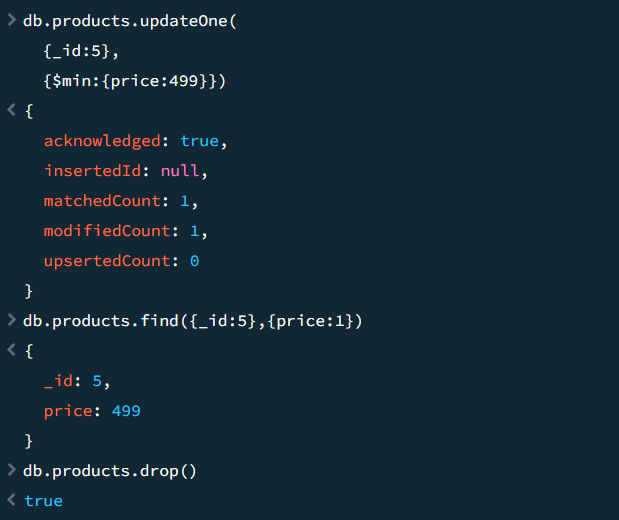 > db.products.updateOne(
{_id:5},
{$min:{price:499}})
< {
acknowledged: true,
insertedId: null,
matchedCount: 1,
modifiedCount: 1,
upsertedCount: 0
}
> db.products.find({_id:5},{price:1})
< {
_id: 5,
price: 499
}
> db.products.drop()
< true